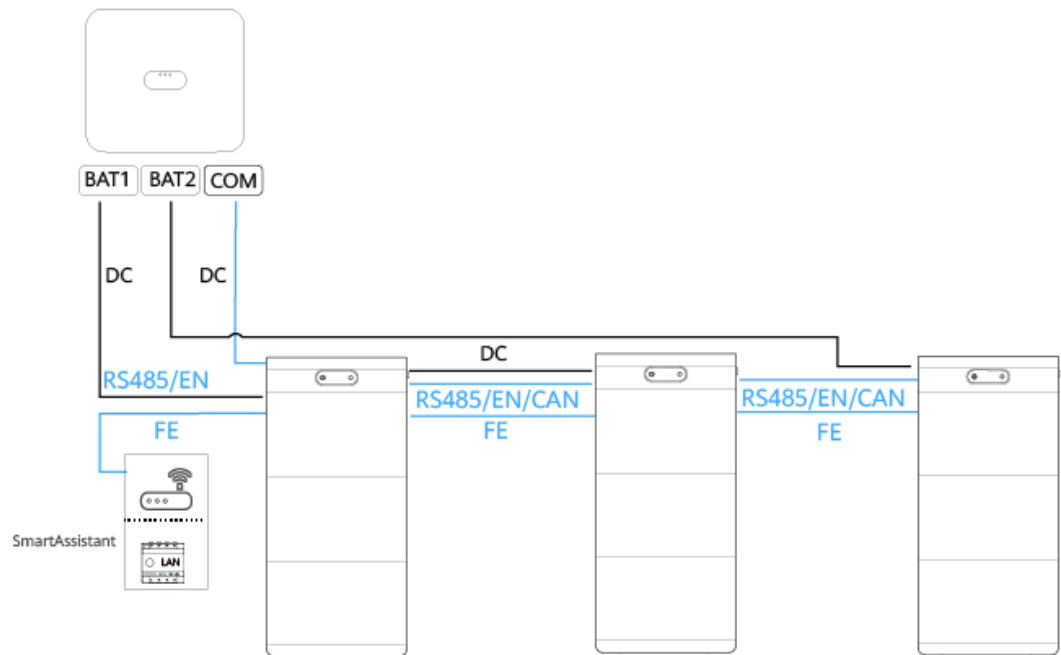 BAT1 BAT2 COM
DC DC
DC
RS485/EN
RS485/EN/CAN RS485/EN/CAN
FE FE FE
SmartAssistant
LAN